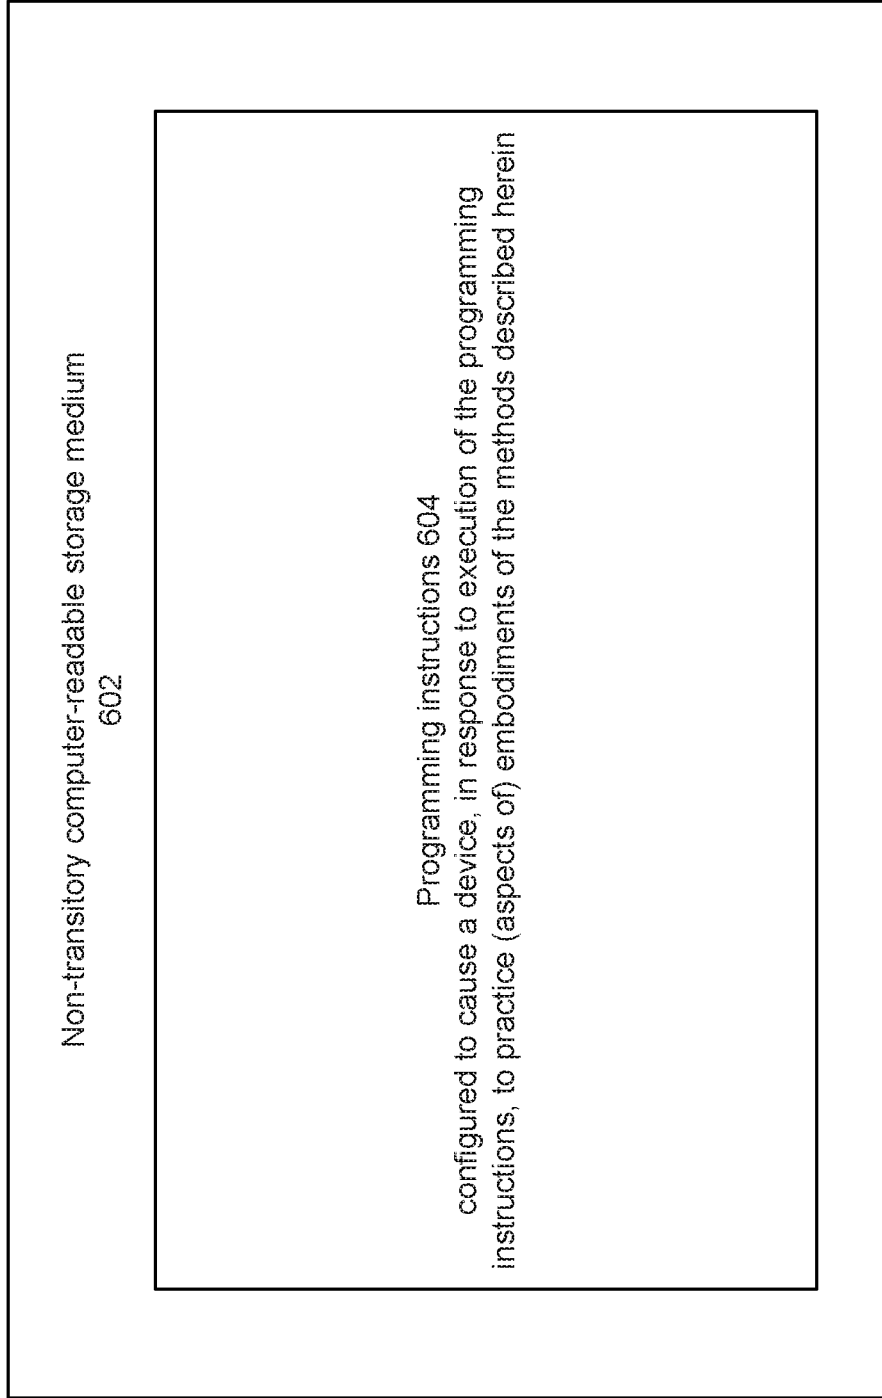 Non-transitory computer-readable storage medium
602
Programming instructions 604
configured to cause a device, in response to execution of the programming
instructions, to practice (aspects of) embodiments of the methods described herein